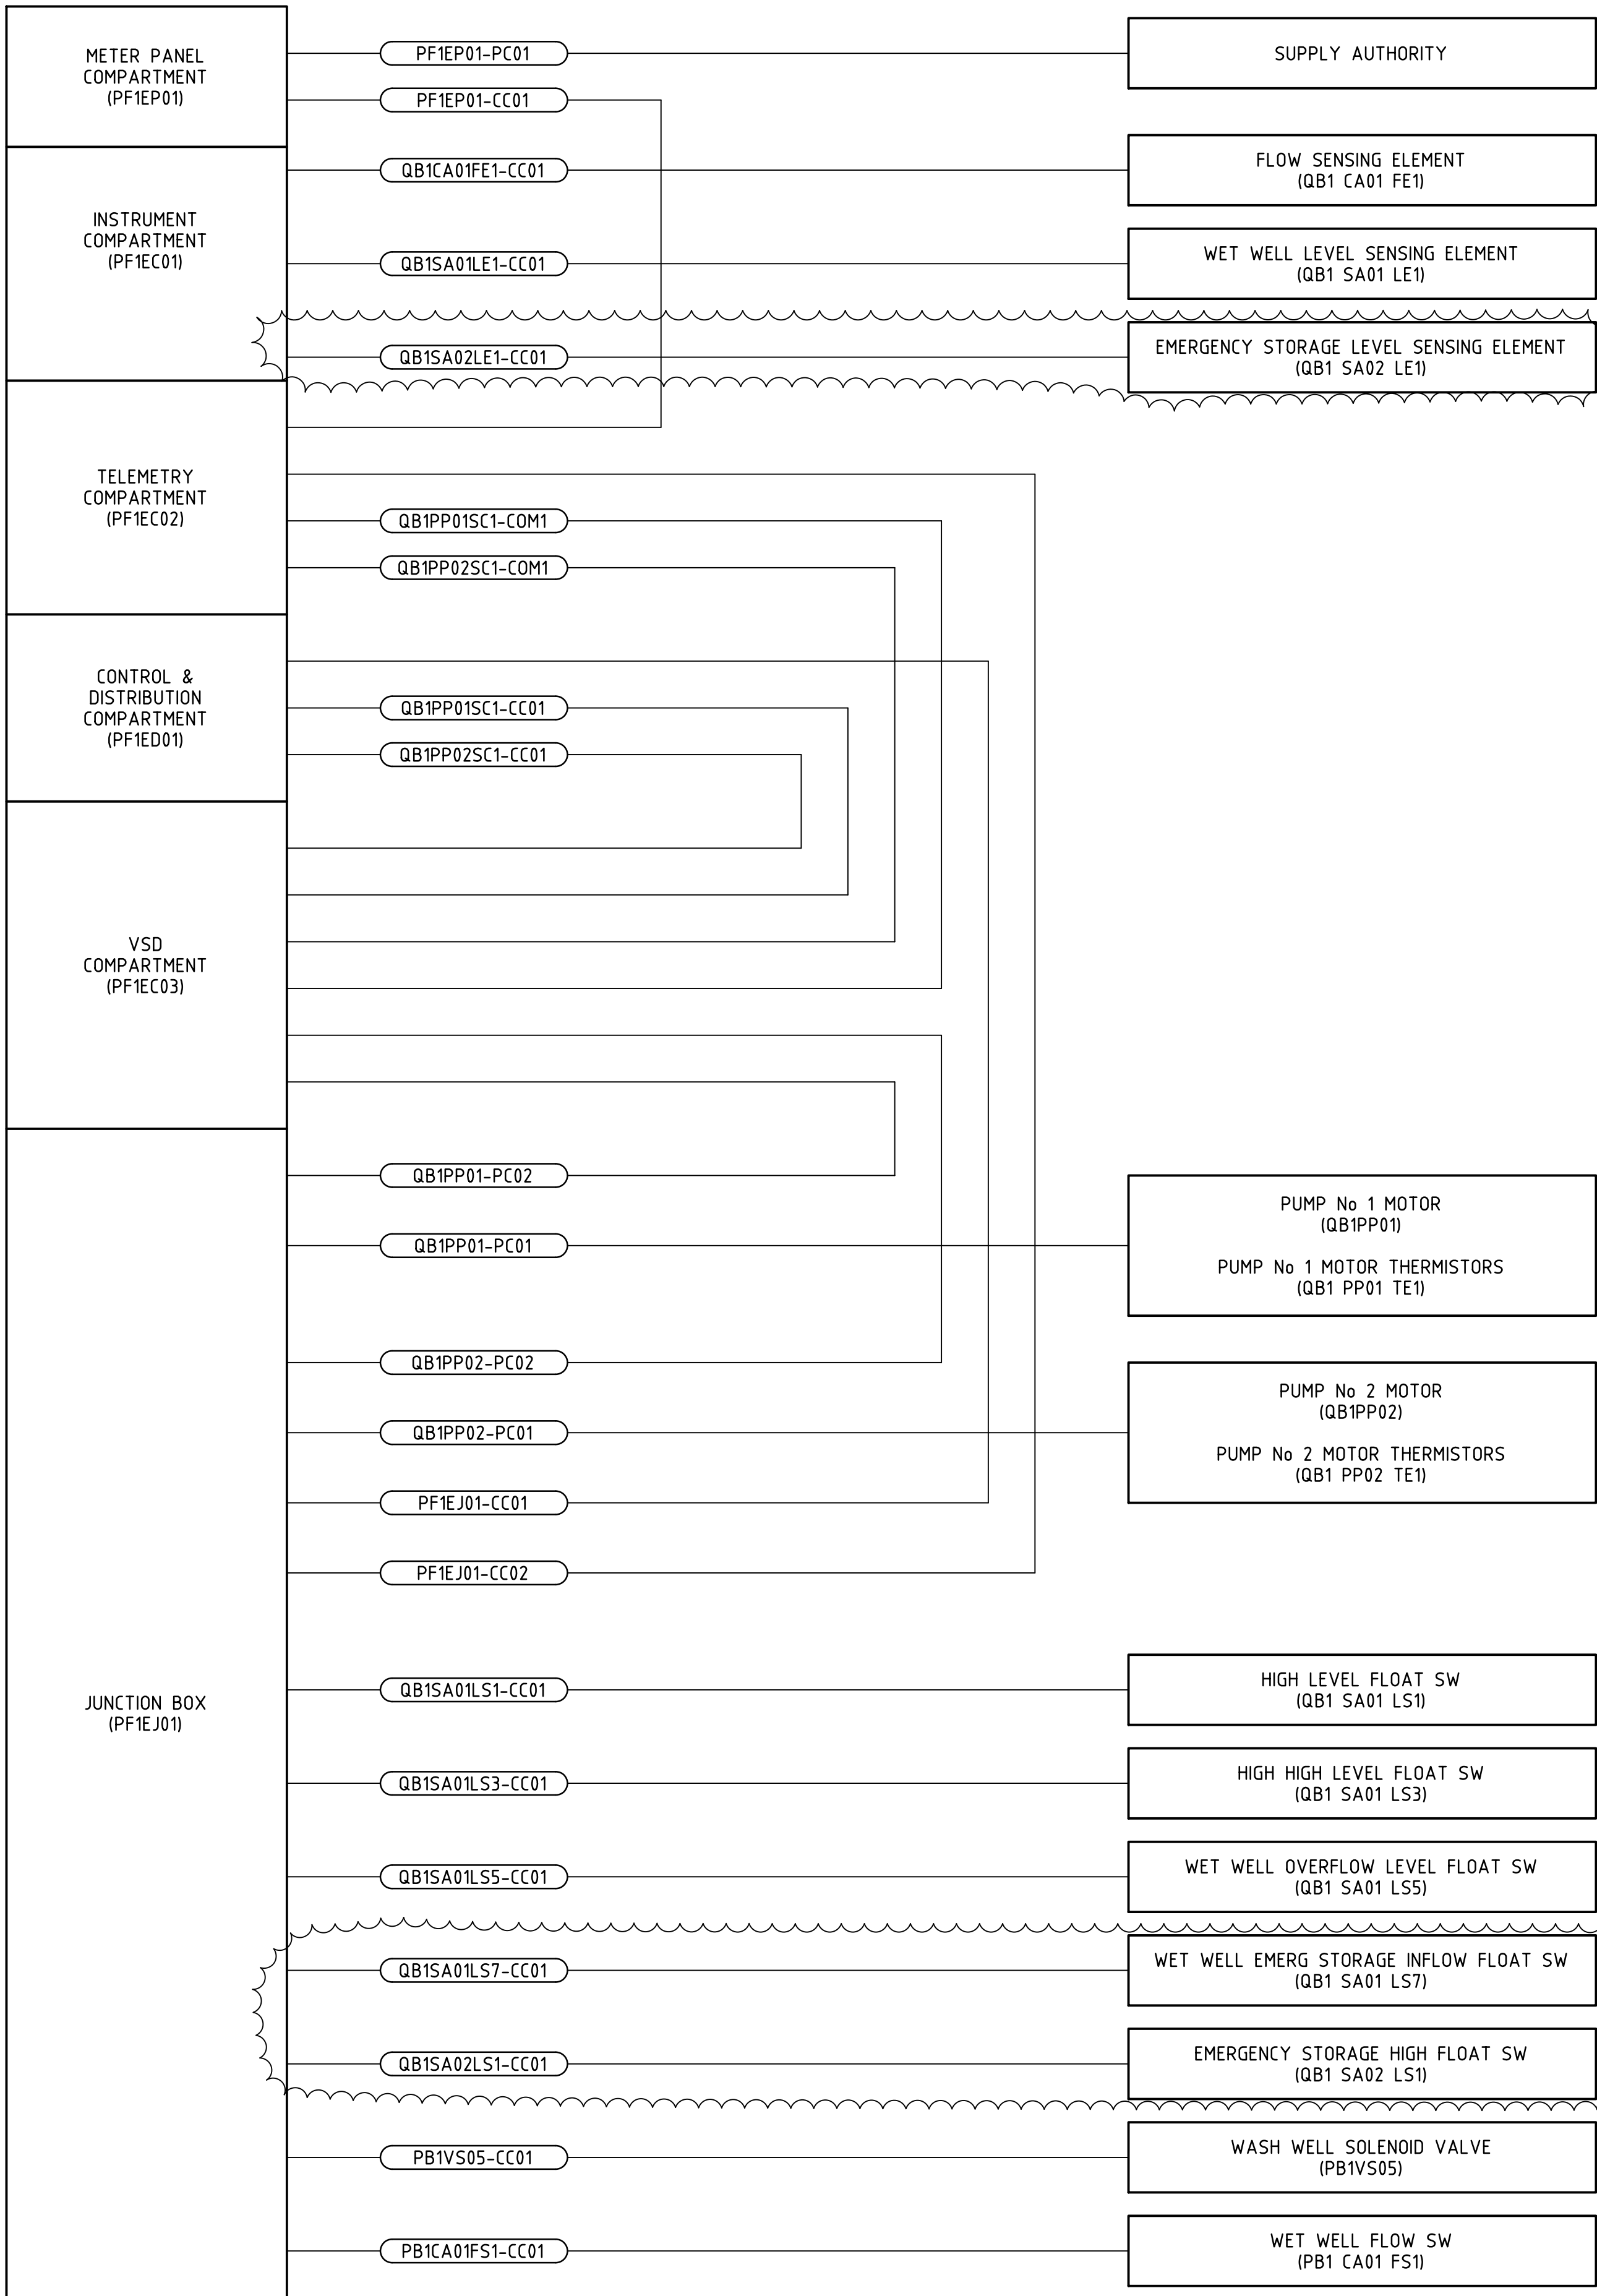 METER PANEL
COMPARTMENT
(PF1EP01)
PF1EP01-PC01
SUPPLY AUTHORITY
PF1EP01-CC01
INSTRUMENT
COMPARTMENT
(PF1EC01)
QB1CA01FE1-CC01
FLOW SENSING ELEMENT
(QB1 CA01 FE1)
QB1SA01LE1-CC01
WET WELL LEVEL SENSING ELEMENT
(QB1 SA01 LE1)
QB1SA02LE1-CC01
EMERGENCY STORAGE LEVEL SENSING ELEMENT
(QB1 SA02 LE1)
TELEMETRY
COMPARTMENT
(PF1EC02)
QB1PP01SC1-COM1
QB1PP02SC1-COM1
CONTROL &
DISTRIBUTION
COMPARTMENT
(PF1ED01)
QB1PP01SC1-CC01
QB1PP02SC1-CC01
VSD
COMPARTMENT
(PF1EC03)
QB1PP01-PC02
QB1PP01-PC01
PUMP No 1 MOTOR
(QB1PP01)
PUMP No 1 MOTOR THERMISTORS
(QB1 PP01 TE1)
QB1PP02-PC02
QB1PP02-PC01
PUMP No 2 MOTOR
(QB1PP02)
PUMP No 2 MOTOR THERMISTORS
(QB1 PP02 TE1)
PF1EJ01-CC01
PF1EJ01-CC02
JUNCTION BOX
(PF1EJ01)
QB1SA01LS1-CC01
HIGH LEVEL FLOAT SW
(QB1 SA01 LS1)
QB1SA01LS3-CC01
HIGH HIGH LEVEL FLOAT SW
(QB1 SA01 LS3)
QB1SA01LS5-CC01
WET WELL OVERFLOW LEVEL FLOAT SW
(QB1 SA01 LS5)
QB1SA01LS7-CC01
WET WELL EMERG STORAGE INFLOW FLOAT SW
(QB1 SA01 LS7)
QB1SA02LS1-CC01
EMERGENCY STORAGE HIGH FLOAT SW
(QB1 SA02 LS1)
PB1VS05-CC01
WASH WELL SOLENOID VALVE
(PB1VS05)
PB1CA01FS1-CC01
WET WELL FLOW SW
(PB1 CA01 FS1)